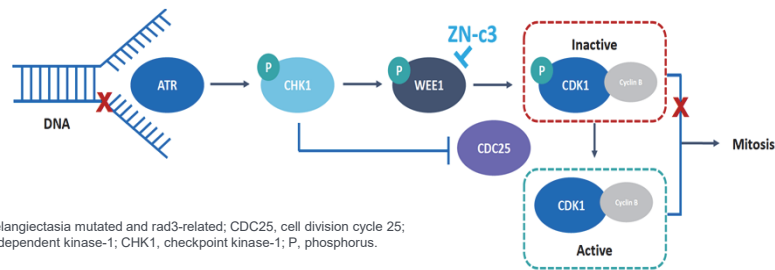 ZN-c3
Inactive
P
P
P
ATR
CHK1
WEE1
CDK1
Cyclin B
X
X
DNA
CDC25
Mitosis
CDK1
Cyclin B
elangiectasia mutated and rad3-related; CDC25, cell division cycle 25;
dependent kinase-1; CHK1, checkpoint kinase-1; P, phosphorus.
Active